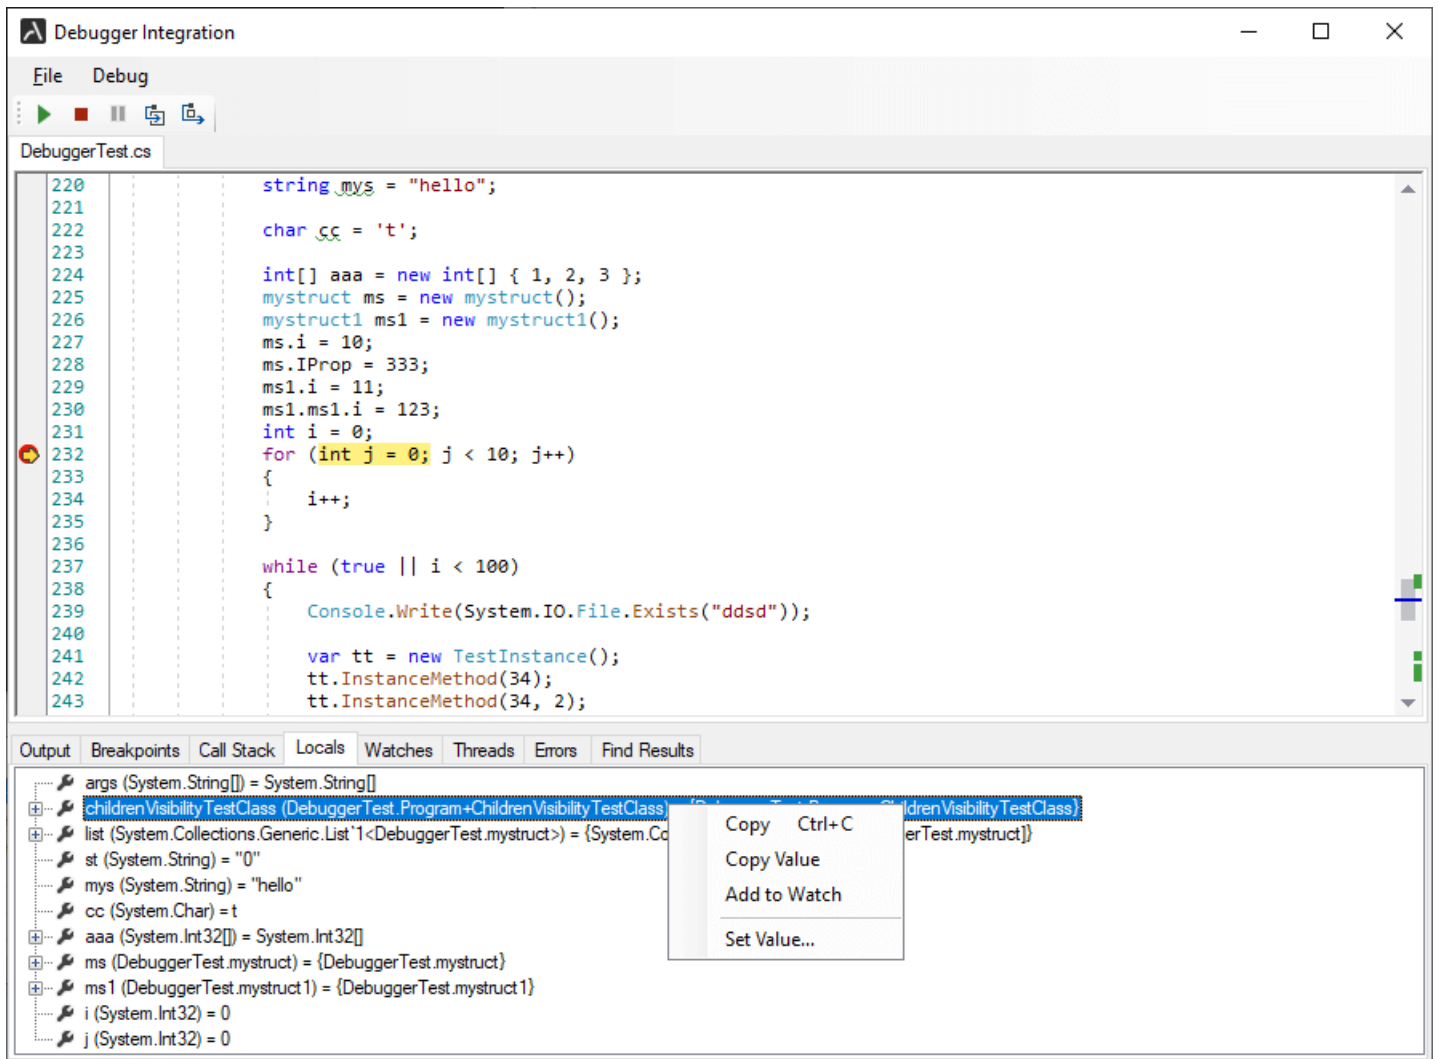 Debugger Integration
File Debug
DebuggerTest.cs
220 string mys = "hello";
221
222 char cc = 't';
223
224 int[] aaa = new int[] { 1, 2, 3 };
225 mystruct ms = new mystruct();
226 mystruct1 ms1 = new mystruct1();
227 ms.i = 10;
228 ms.IProp = 333;
229 ms1.i = 11;
230 ms1.ms1.i = 123;
231 int i = 0;
232 for (int j = 0; j < 10; j++)
233 {
234 i++;
235 }
236
237 while (true || i < 100)
238 {
239 Console.Write(System.IO.File.Exists("ddsd"));
240
241 var tt = new TestInstance();
242 tt.InstanceMethod(34);
243 tt.InstanceMethod(34, 2);
Output Breakpoints Call Stack Locals Watches Threads Errors Find Results
args (System.String[]) = System.String[]
childrenVisibilityTestClass (DebuggerTest.Program+ChildrenVisibilityTestClass) ChildrenVisibilityTestClass}
list (System.Collections.Generic.List`1<DebuggerTest.mystruct>) = {System.Co erTest.mystruct]}
st (System.String) = "0"
mys (System.String) = "hello"
cc (System.Char) = t
aaa (System.Int32[]) = System.Int32[]
ms (DebuggerTest.mystruct) = {DebuggerTest.mystruct}
ms1 (DebuggerTest.mystruct1) = {DebuggerTest.mystruct1}
i (System.Int32) = 0
j (System.Int32) = 0
Copy Ctrl+C
Copy Value
Add to Watch
Set Value...